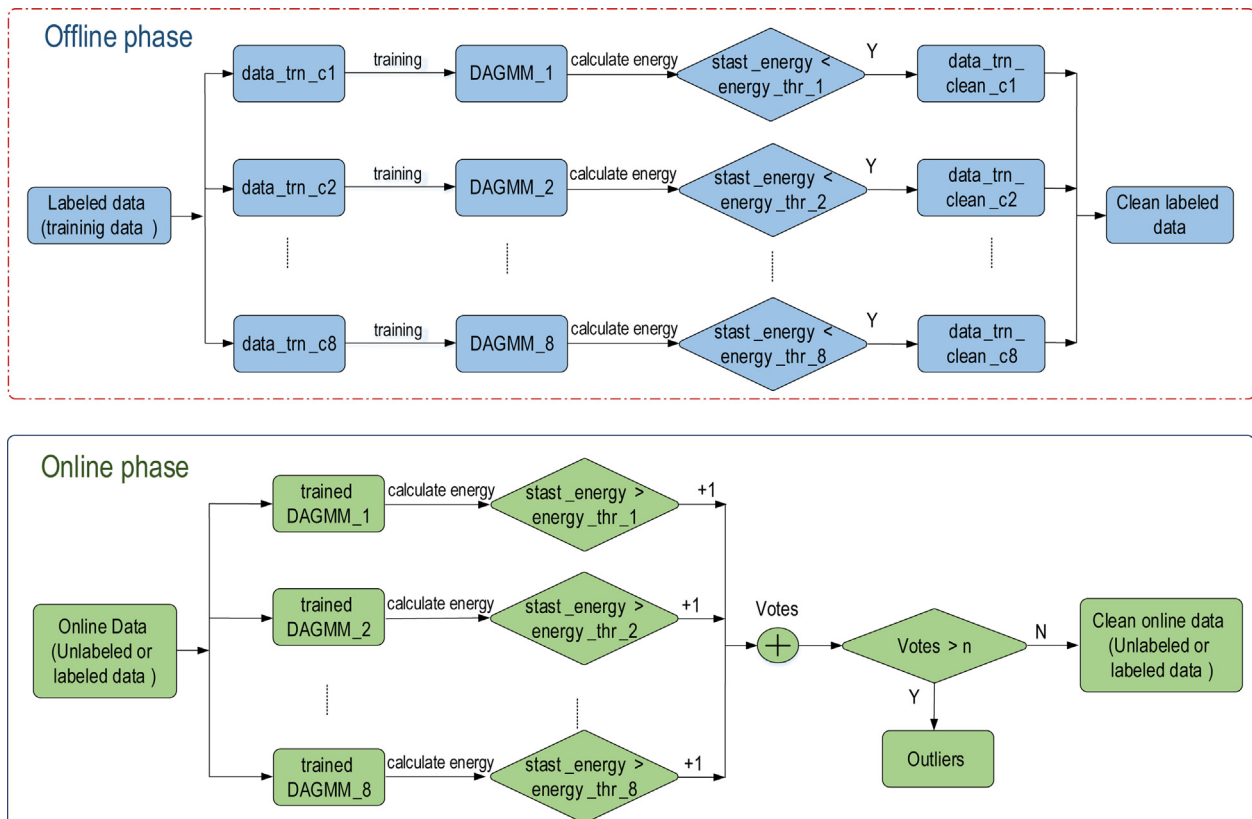 Offline phase
data_trn_c1
training
DAGMM_1
calculate energy
stast_energy <
energy_thr_1
Y
data_trn_
clean_c1
data_trn_c2
training
DAGMM_2
calculate energy
stast_energy <
energy_thr_2
Y
data_trn_
clean_c2
Labeled data
(traininig data )
Clean labeled
data
data_trn_c8
training
DAGMM_8
calculate energy
stast_energy <
energy_thr_8
Y
data_trn_
clean_c8
Online phase
trained
DAGMM_1
calculate energy
stast_energy >
energy_thr_1
+1
trained
DAGMM_2
calculate energy
stast_energy >
energy_thr_2
+1
Online Data
(Unlabeled or
labeled data )
Votes
+
Votes > n
N
Clean online data
(Unlabeled or
labeled data )
Y
Outliers
trained
DAGMM_8
calculate energy
stast_energy >
energy_thr_8
+1